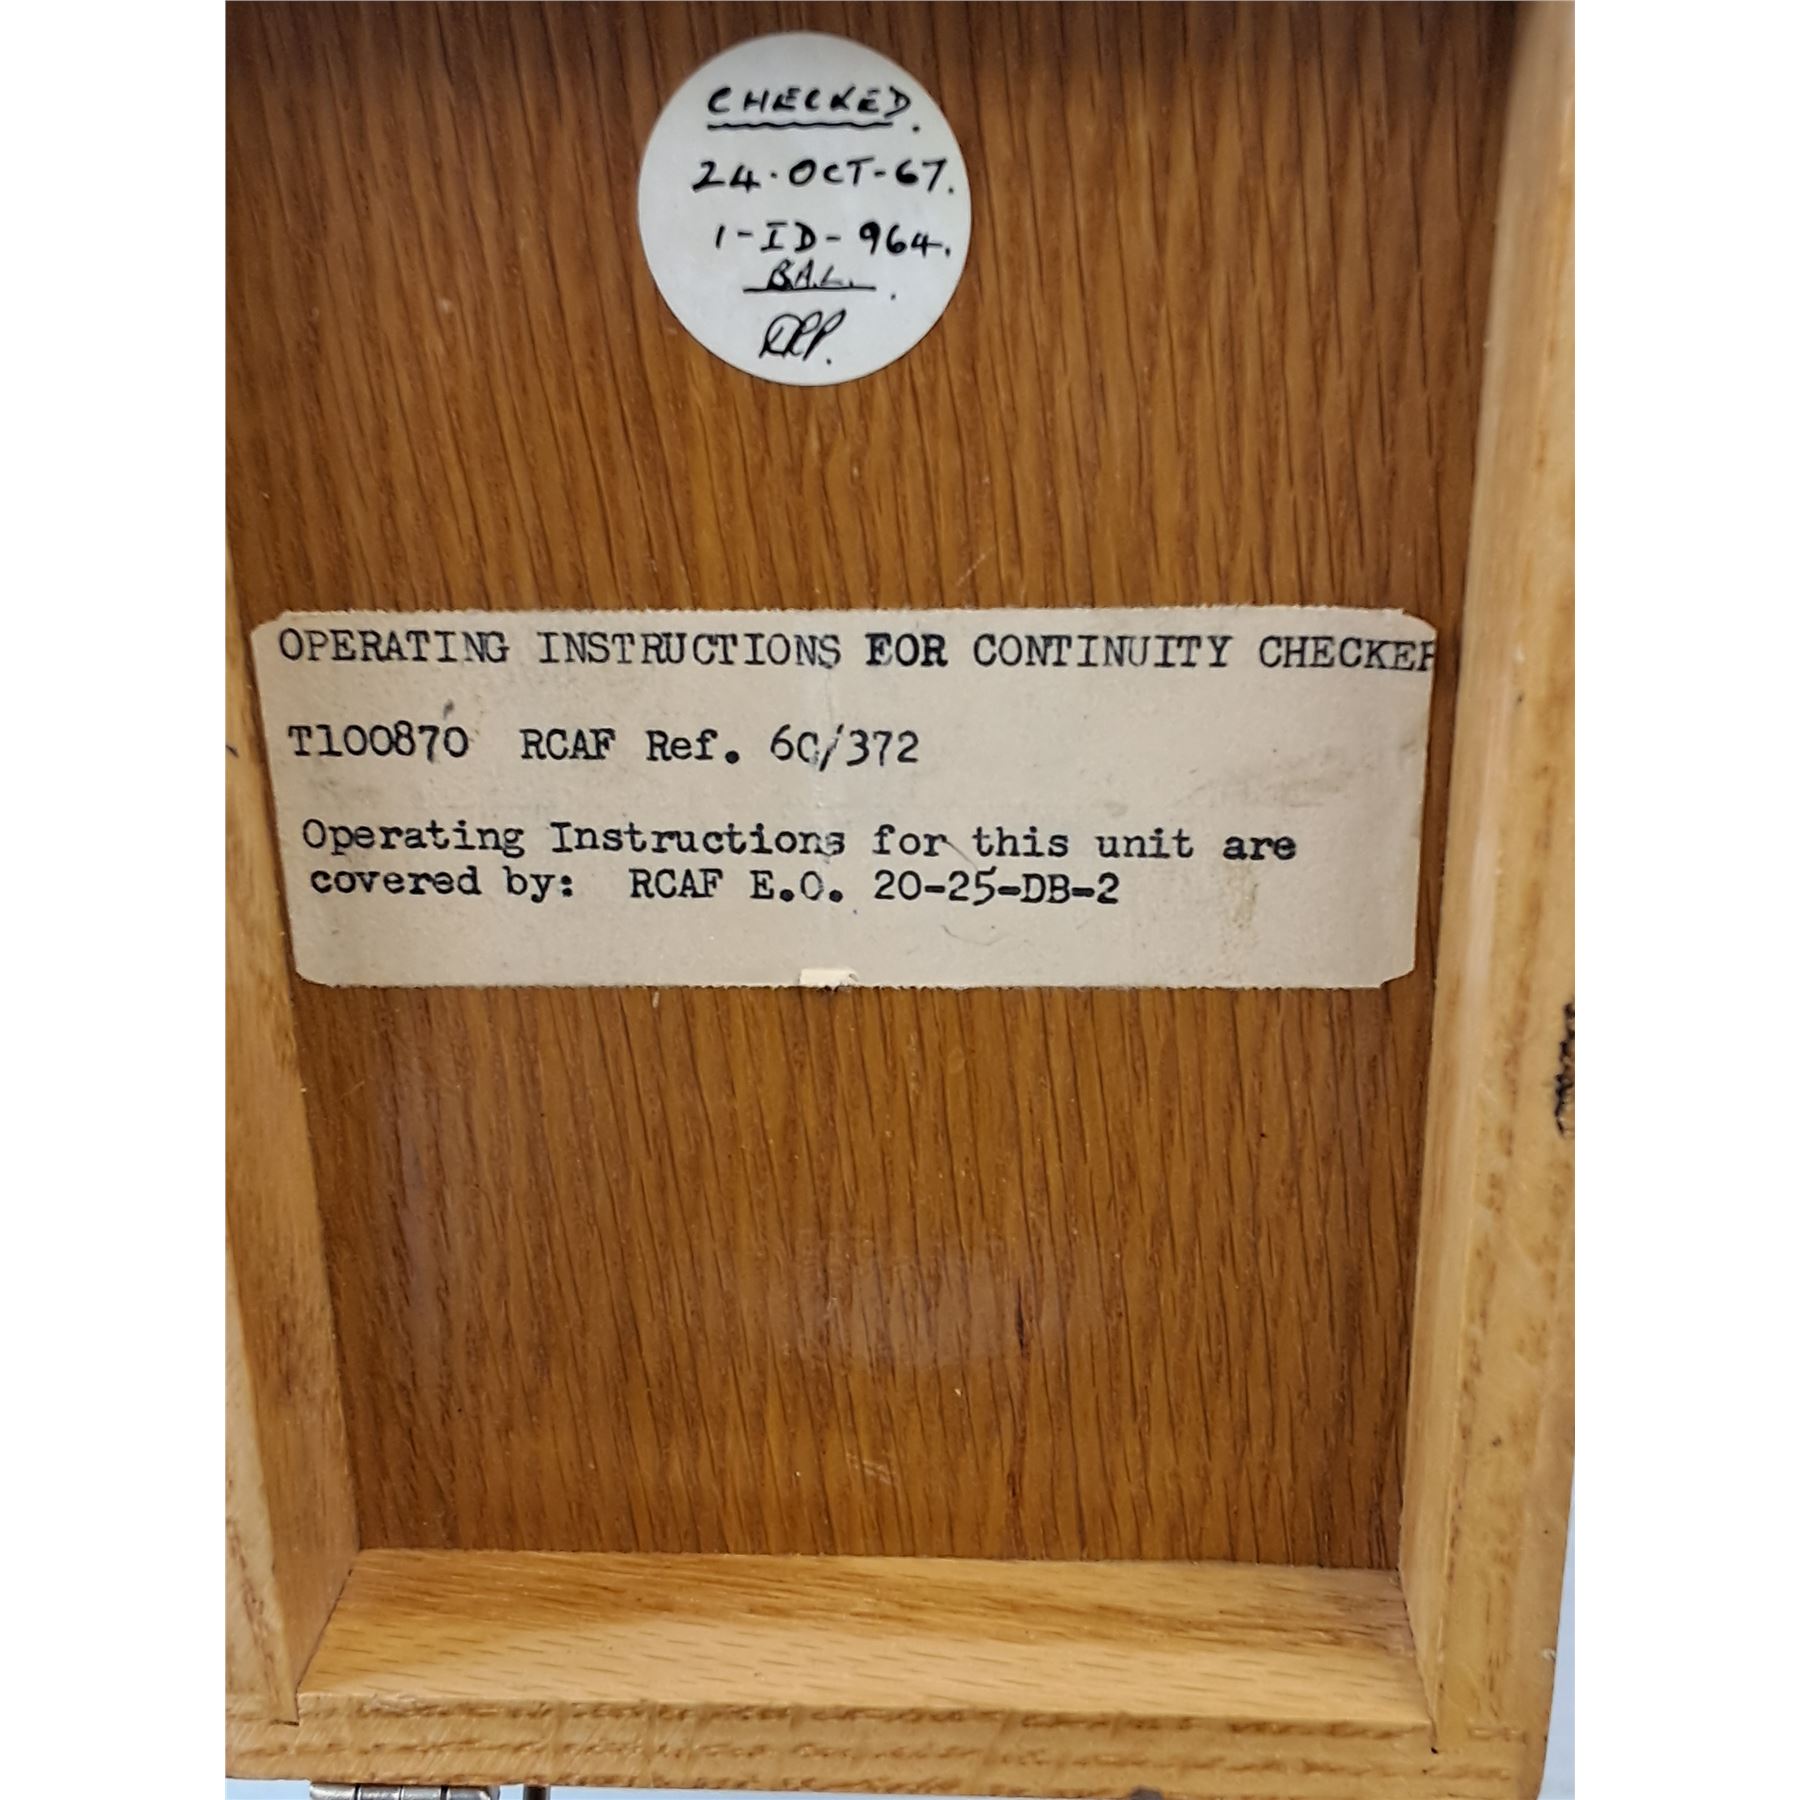 CHECKED.
24.OCT-67.
1-ID-964.
B.A.L.
OPERATING INSTRUCTIONS FOR CONTINUITY CHECKER
T100870 RCAF Ref. 6C/372
Operating Instructions for this unit are
covered by: RCAF E.O. 20-25-DB-2